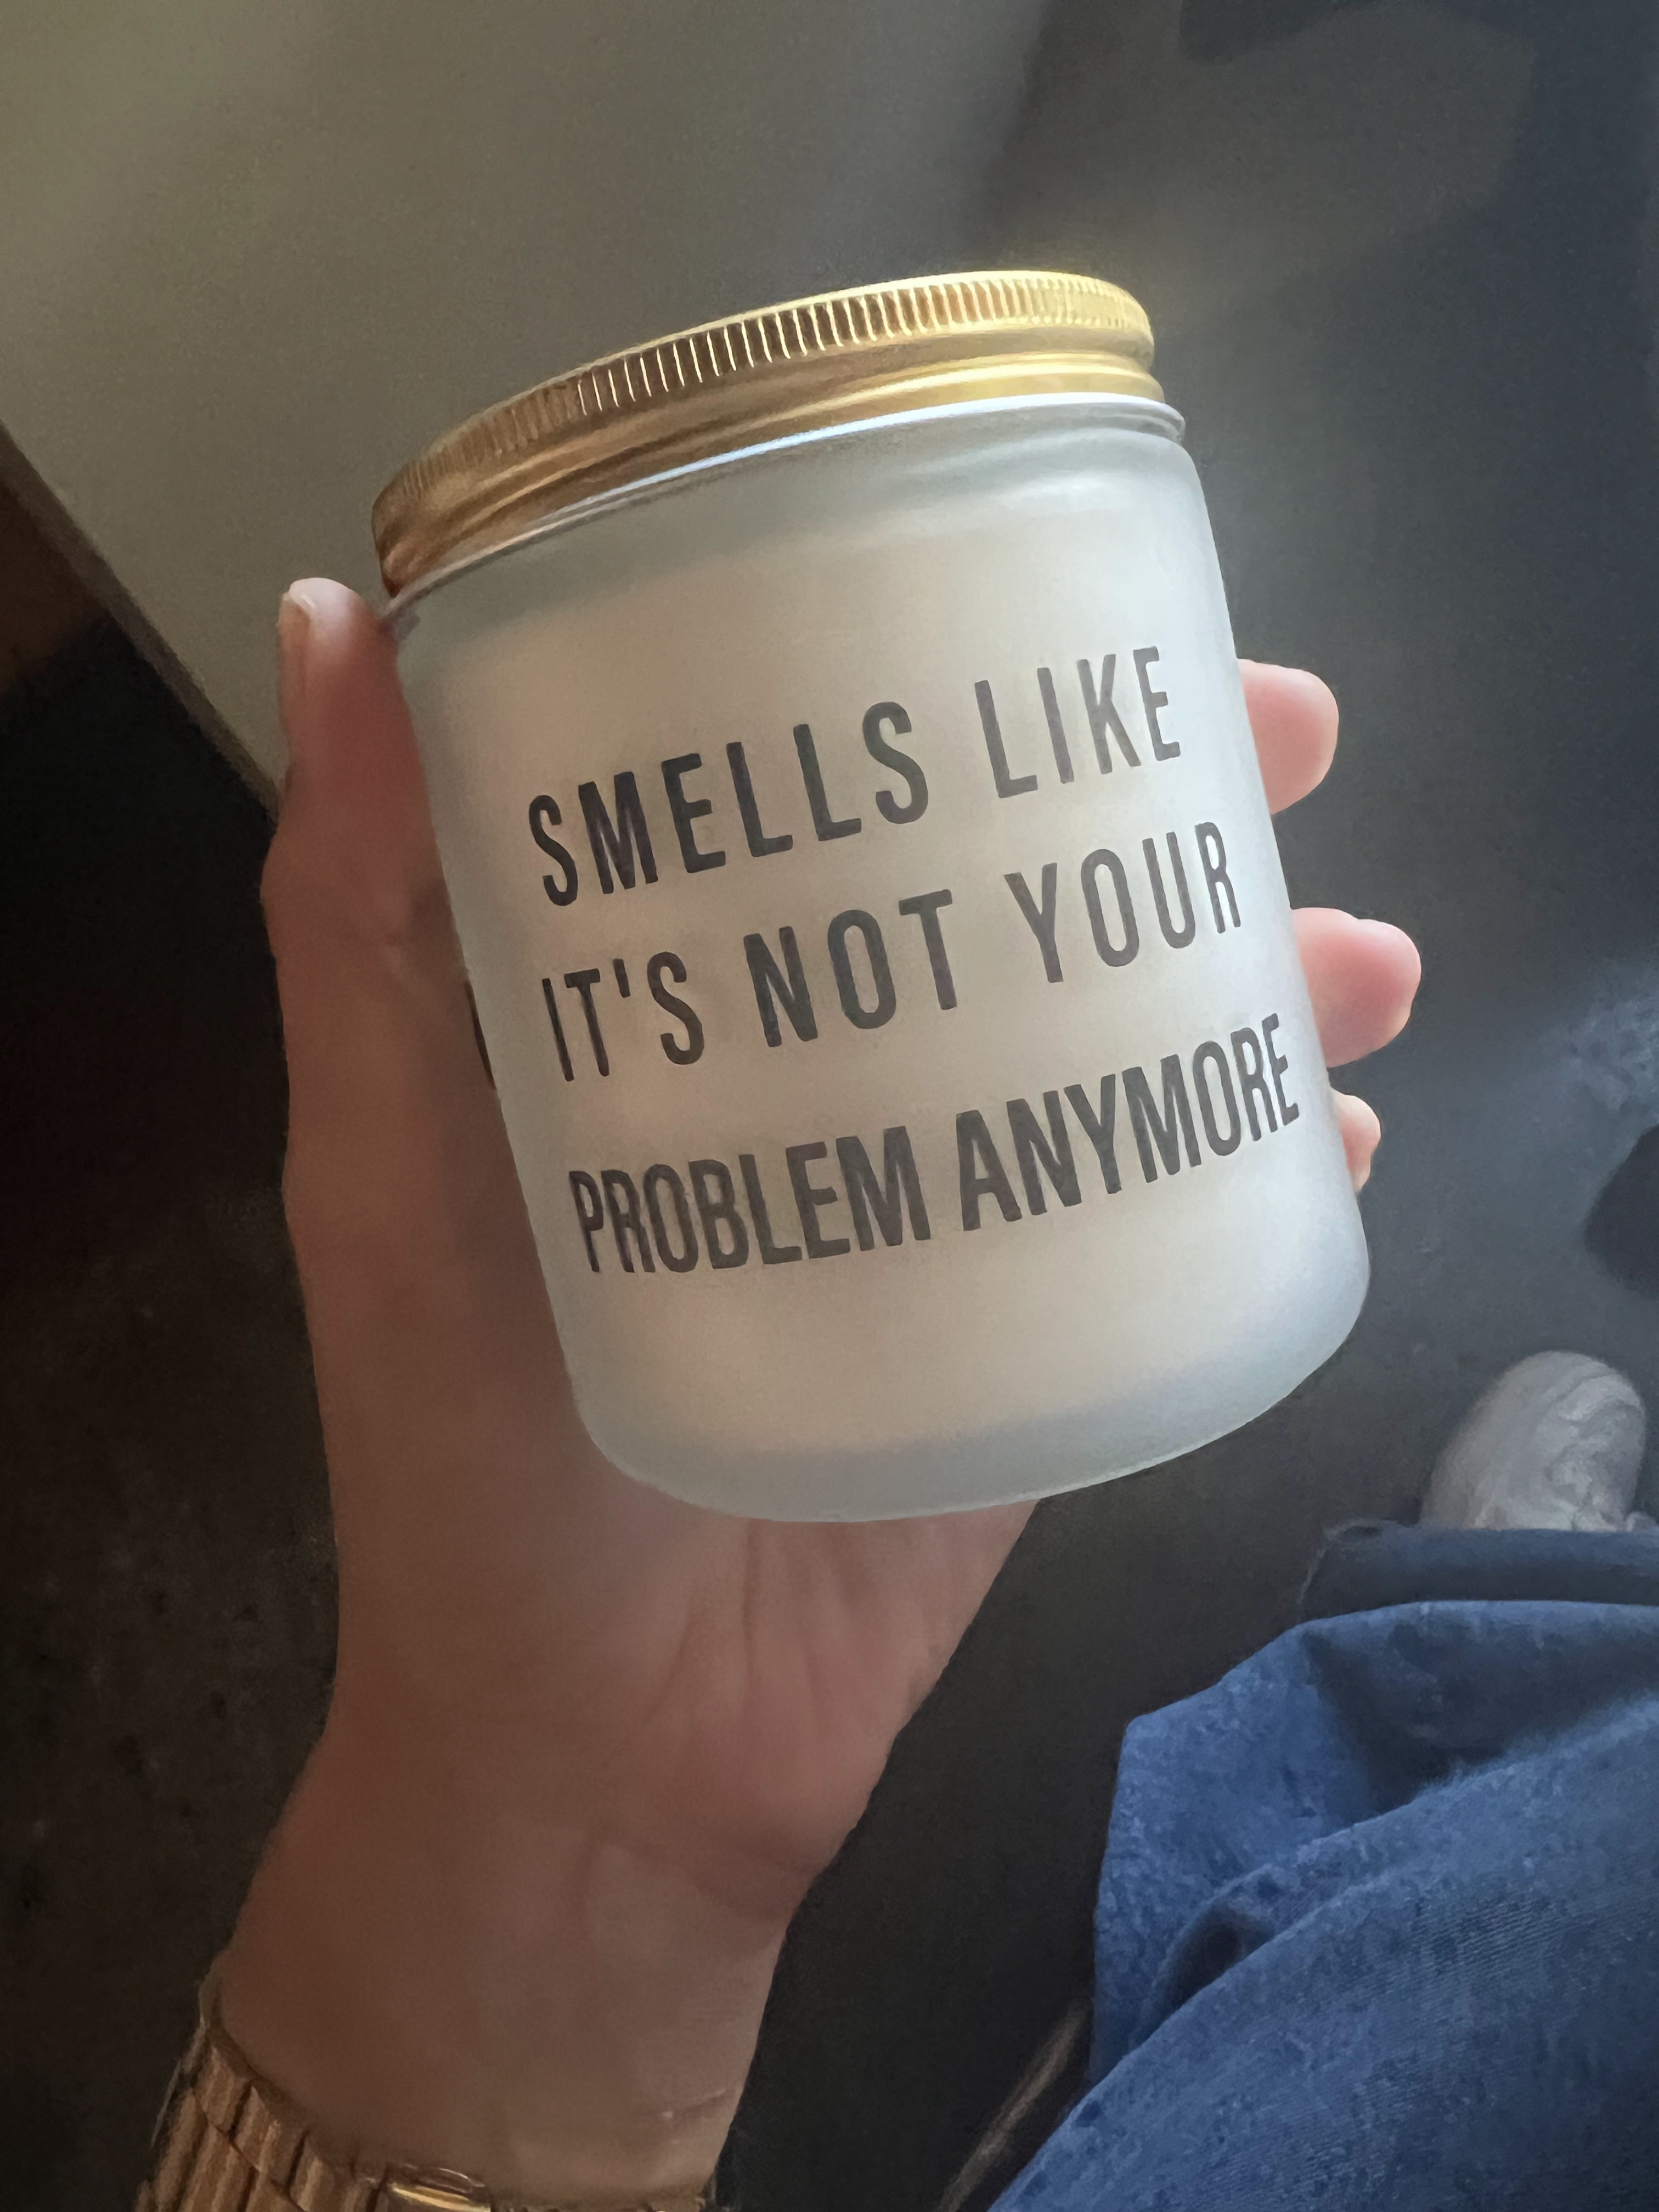 SMELLS LIKE
IT'S NOT YOUR
PROBLEM ANYMORE